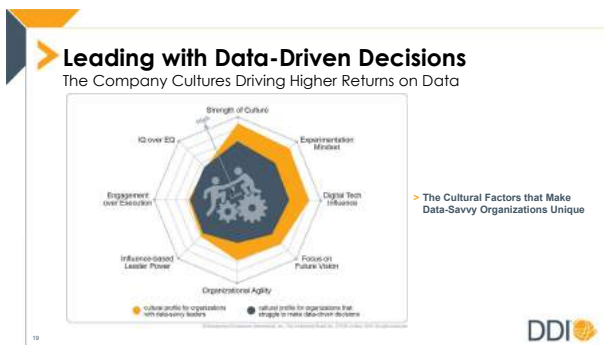 Leading with Data-Driven Decisions
The Company Cultures Driving Higher Returns on Data
Strength of Culture
High
IQ over EQ
Experimentation
Mindset
Engagement
over Execution
Digital Tech
Influence
Low
Influence-based
Leader Power
Focus on
Future Vision
Organizational Agility
cultural profile for organizations
with data-savvy leaders
cultural profile for organizations that
struggle to make data-driven decisions
> The Cultural Factors that Make
Data-Savvy Organizations Unique
19
DDI